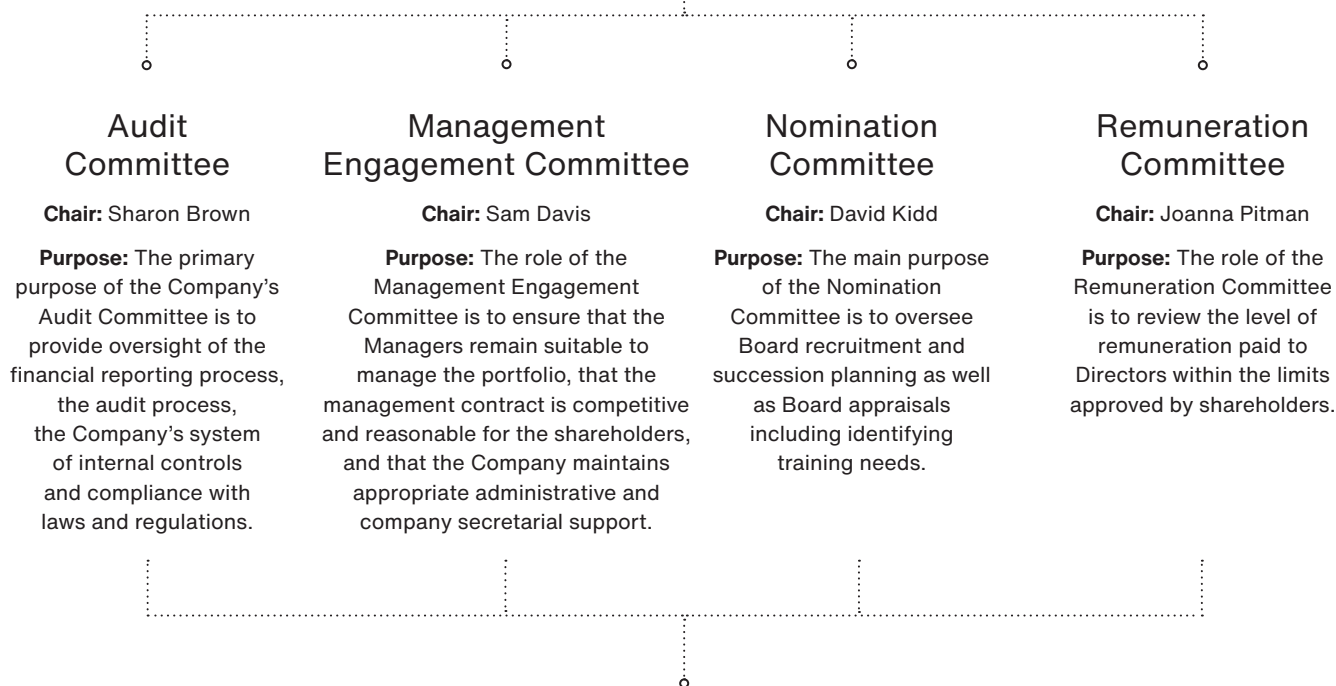 Audit
Committee
Chair: Sharon Brown
Purpose: The primary
purpose of the Company’s
Audit Committee is to
provide oversight of the
financial reporting process,
the audit process,
the Company’s system
of internal controls
and compliance with
laws and regulations.
Management
Engagement Committee
Chair: Sam Davis
Purpose: The role of the
Management Engagement
Committee is to ensure that the
Managers remain suitable to
manage the portfolio, that the
management contract is competitive
and reasonable for the shareholders,
and that the Company maintains
appropriate administrative and
company secretarial support.
Nomination
Committee
Chair: David Kidd
Purpose: The main purpose
of the Nomination
Committee is to oversee
Board recruitment and
succession planning as well
as Board appraisals
including identifying
training needs.
Remuneration
Committee
Chair: Joanna Pitman
Purpose: The role of the
Remuneration Committee
is to review the level of
remuneration paid to
Directors within the limits
approved by shareholders.